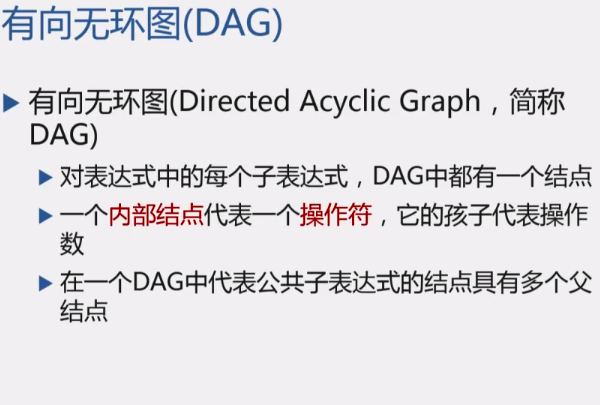 有向无环图(DAG)
有向无环图(Directed Acyclic Graph，简称
DAG)
对表达式中的每个子表达式，DAG中都有一个结点
一个内部结点代表一个操作符，它的孩子代表操作
数
在一个DAG中代表公共子表达式的结点具有多个父
结点